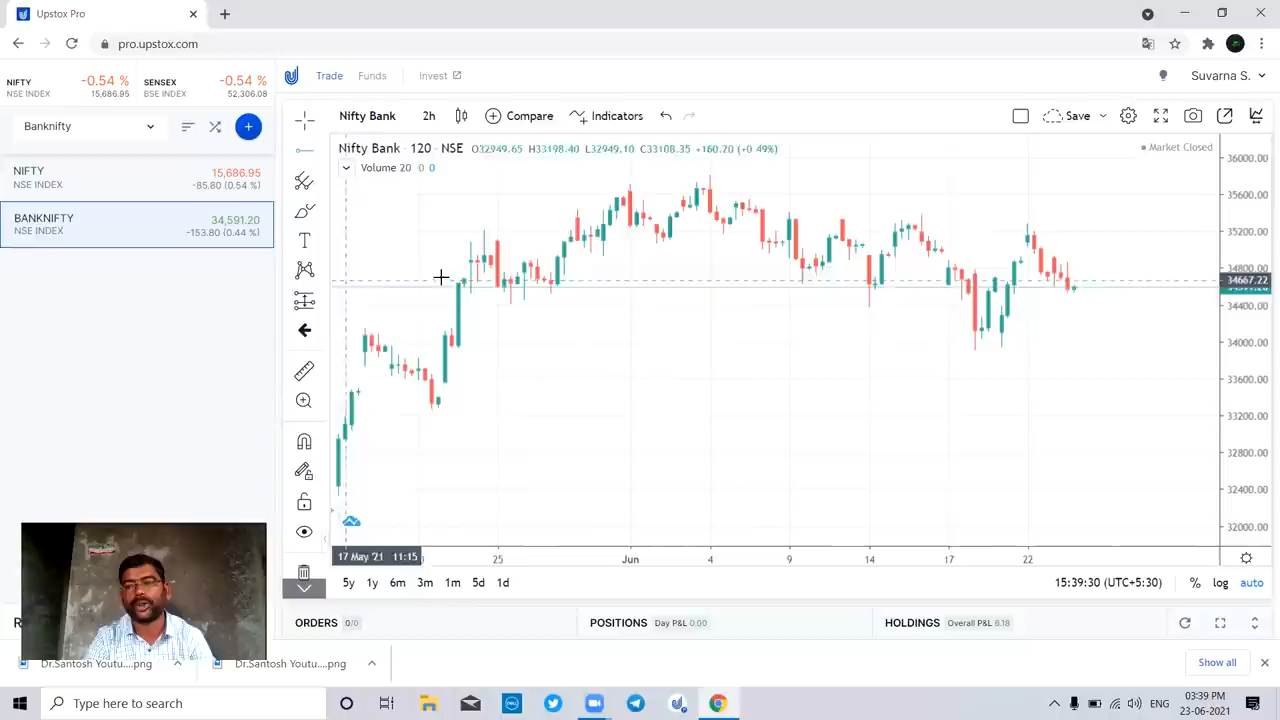 Upstox Pro
pro.upstox.com
NIFTY
-0.54 %
NSE INDEX
15,686.95
SENSEX
-0.54 %
BSE INDEX
52,306.08
Trade
Funds
Invest
Suvarna S.
Banknifty
Nifty Bank
2h
Compare
Indicators
Save
NIFTY
15,686.95
NSE INDEX
-85.80 (0.54 %)
BANKNIFTY
34,591.20
NSE INDEX
-153.80 (0.44 %)
Nifty Bank · 120 · NSE O32949.65 H33198.40 L32949.10 C33108.35 +160.20 (+0.49%)
Market Closed
Volume 20 0 0
36000.00
35600.00
35200.00
34800.00
34667.22
34400.00
34000.00
33600.00
33200.00
32800.00
32400.00
32000.00
17 May '21 11:15
25
Jun
4
9
14
17
22
5y 1y 6m 3m 1m 5d 1d
15:39:30 (UTC+5:30)
% log auto
ORDERS 0/0
POSITIONS Day P&L 0.00
HOLDINGS Overall P&L 6.18
Dr.Santosh Youtu....png
Dr.Santosh Youtu....png
Show all
Type here to search
ENG
03:39 PM
23-06-2021